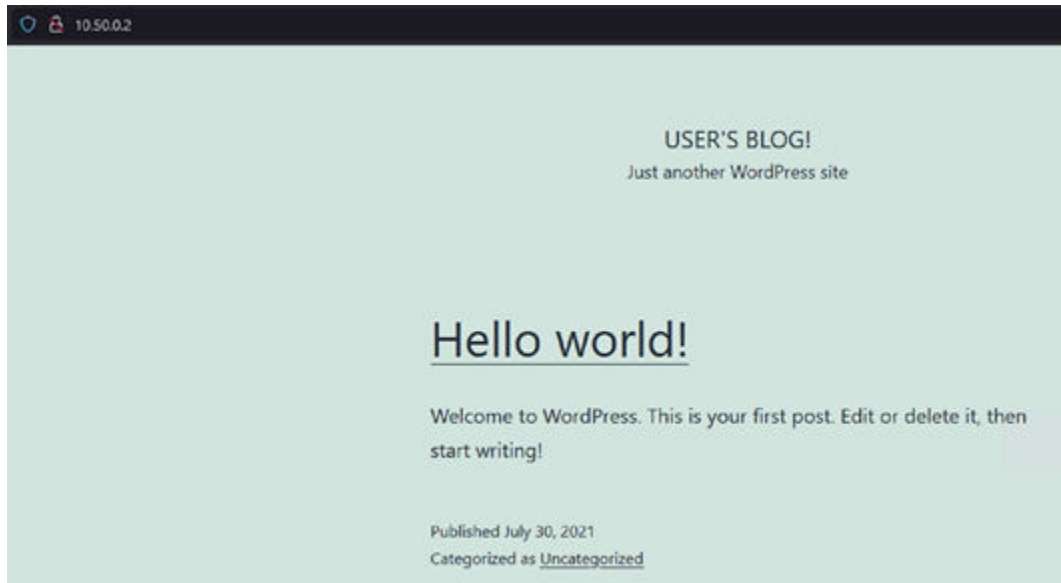 10.50.0.2
USER'S BLOG!
Just another WordPress site
Hello world!
Welcome to WordPress. This is your first post. Edit or delete it, then
start writing!
Published July 30, 2021
Categorized as Uncategorized